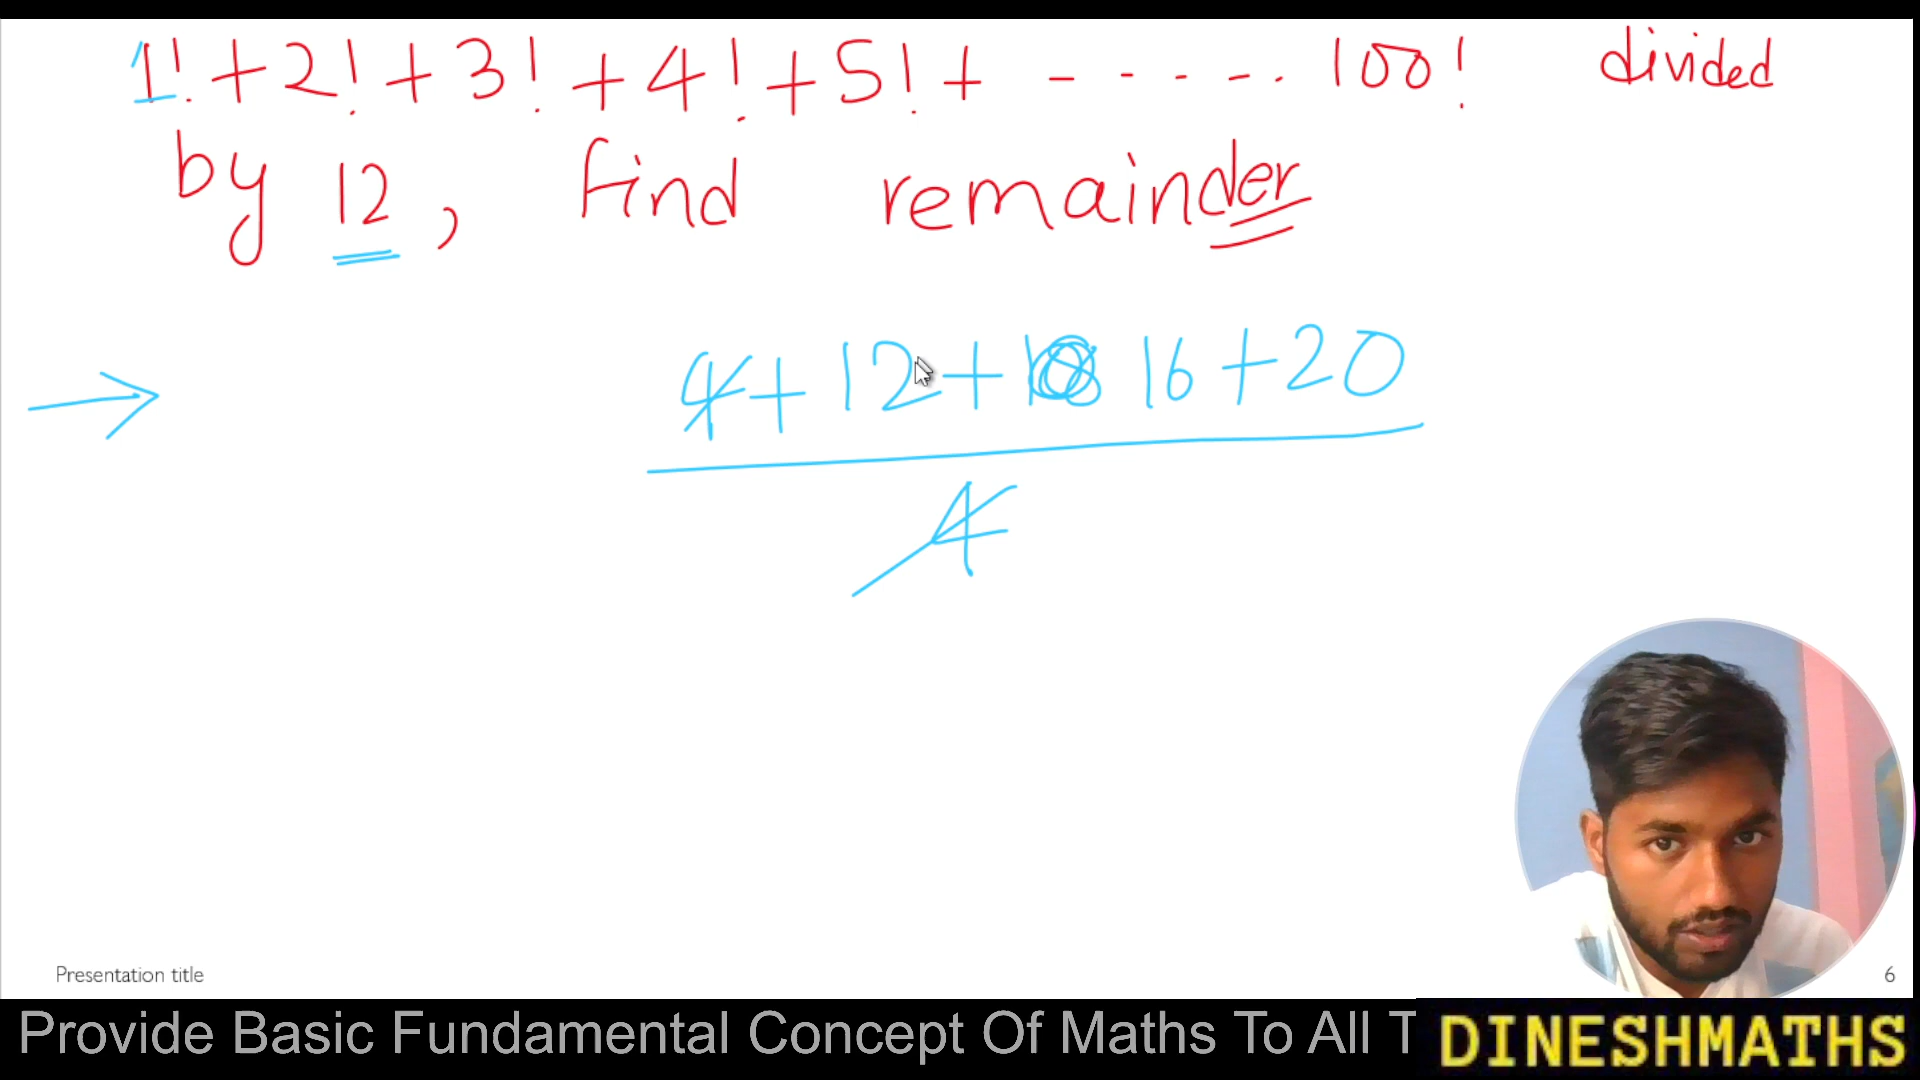 1! + 2! + 3! + 4! + 5! + - - - - - . 100! divided
by 12, find remainder
4 + 12 + 16 + 20
4
Presentation title
6
Provide Basic Fundamental Concept Of Maths To All T
DINESHMATHS